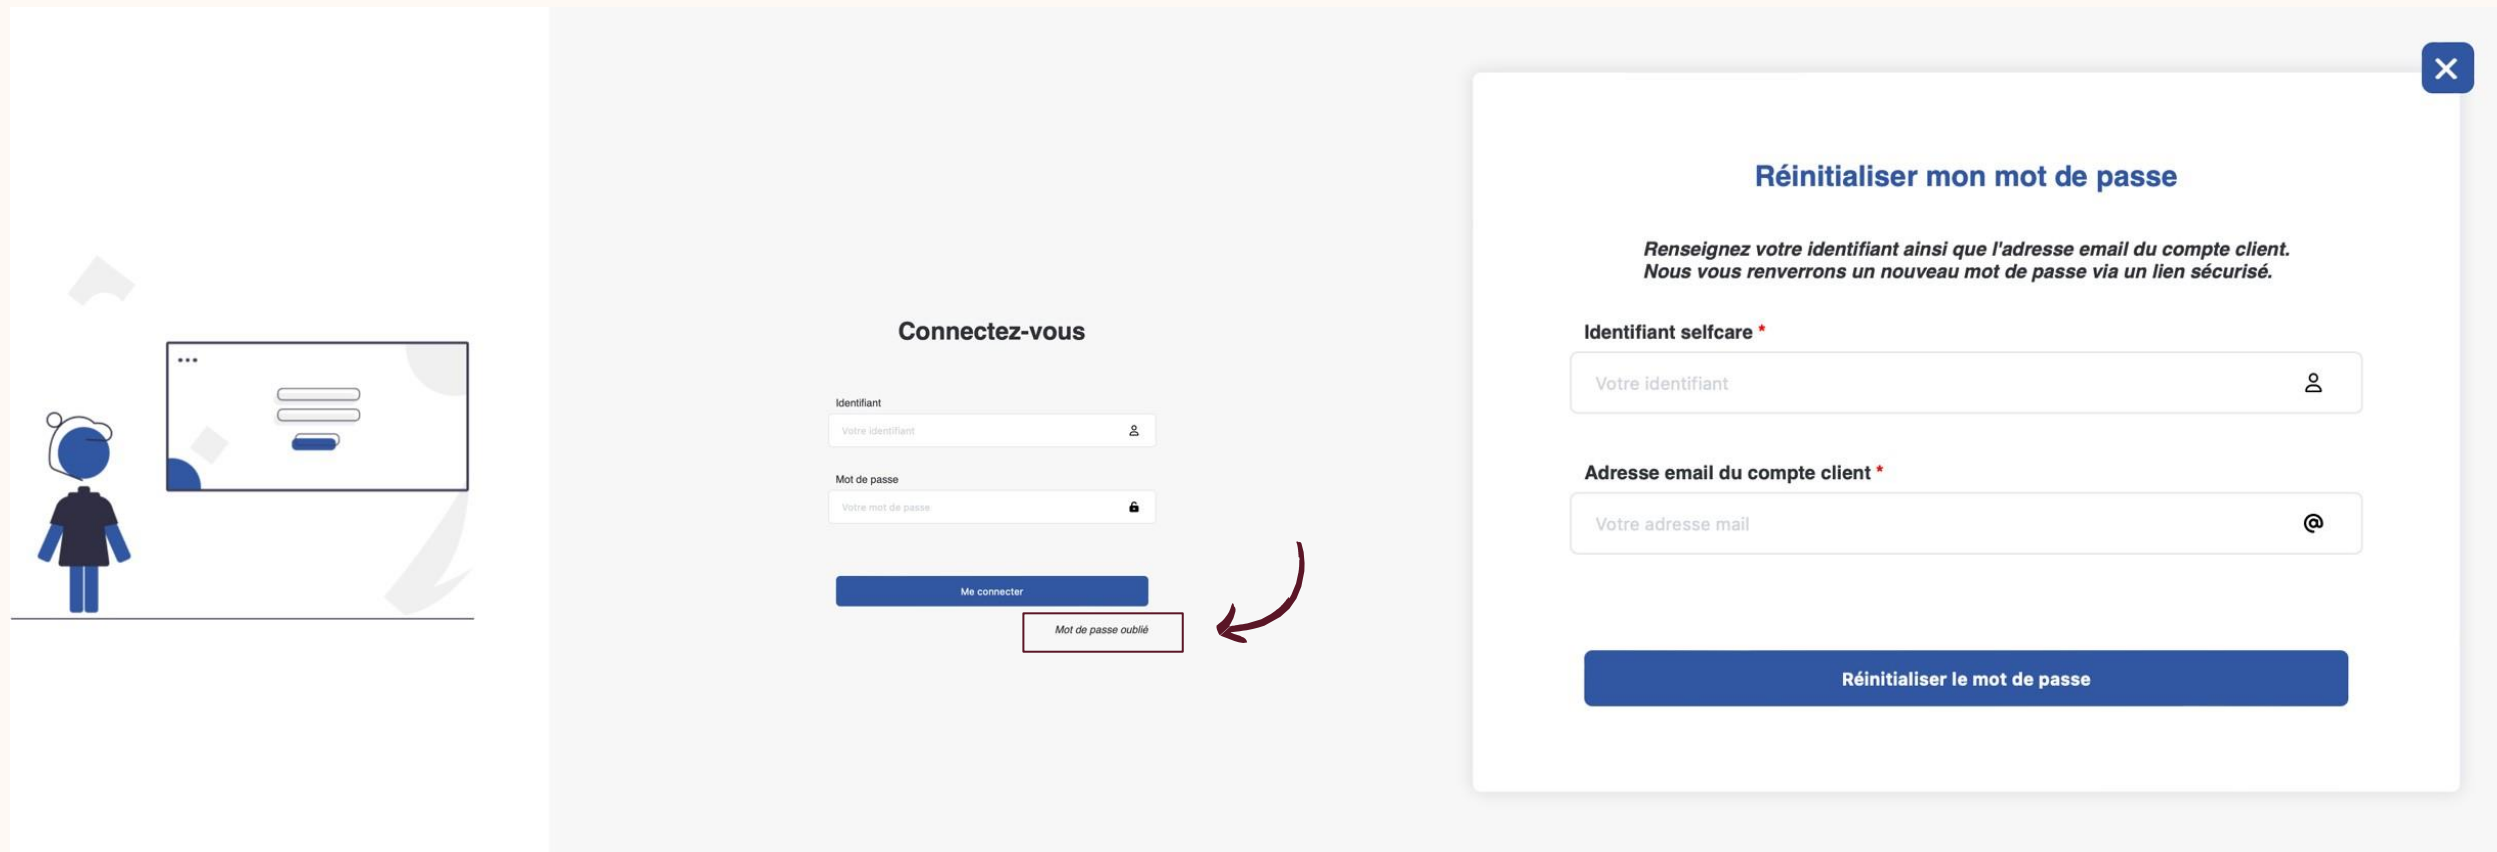 Connectez-vous
Identifiant
Votre identifiant
Mot de passe
Votre mot de passe
Me connecter
Mot de passe oublié
Réinitialiser mon mot de passe
Renseignez votre identifiant ainsi que l'adresse email du compte client.
Nous vous renverrons un nouveau mot de passe via un lien sécurisé.
Identifiant selfcare *
Votre identifiant
Adresse email du compte client *
Votre adresse mail
Réinitialiser le mot de passe